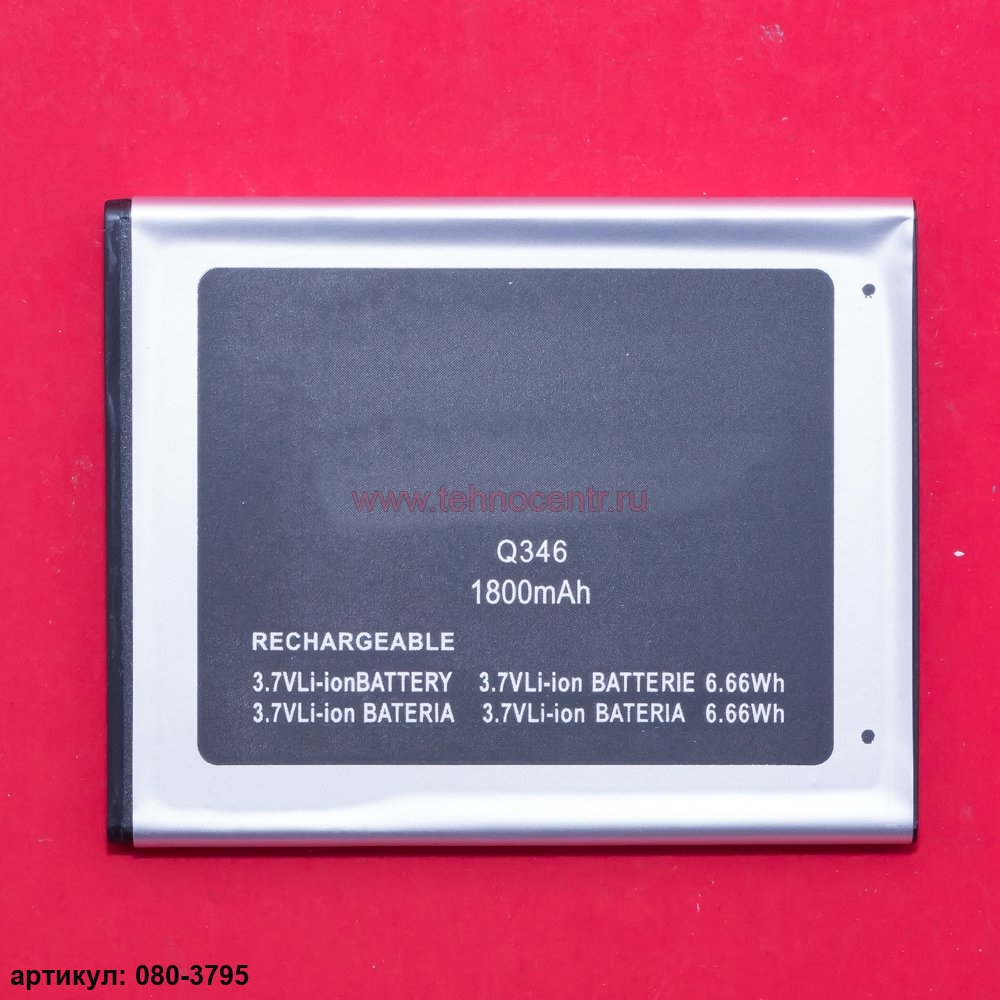 www.tehnocentr.ru
Q346
1800mAh
RECHARGEABLE
3.7VLi-ionBATTERY 3.7VLi-ion BATTERIE 6.66Wh
3.7VLi-ion BATERIA 3.7VLi-ion BATERIA 6.66Wh
артикул: 080-3795